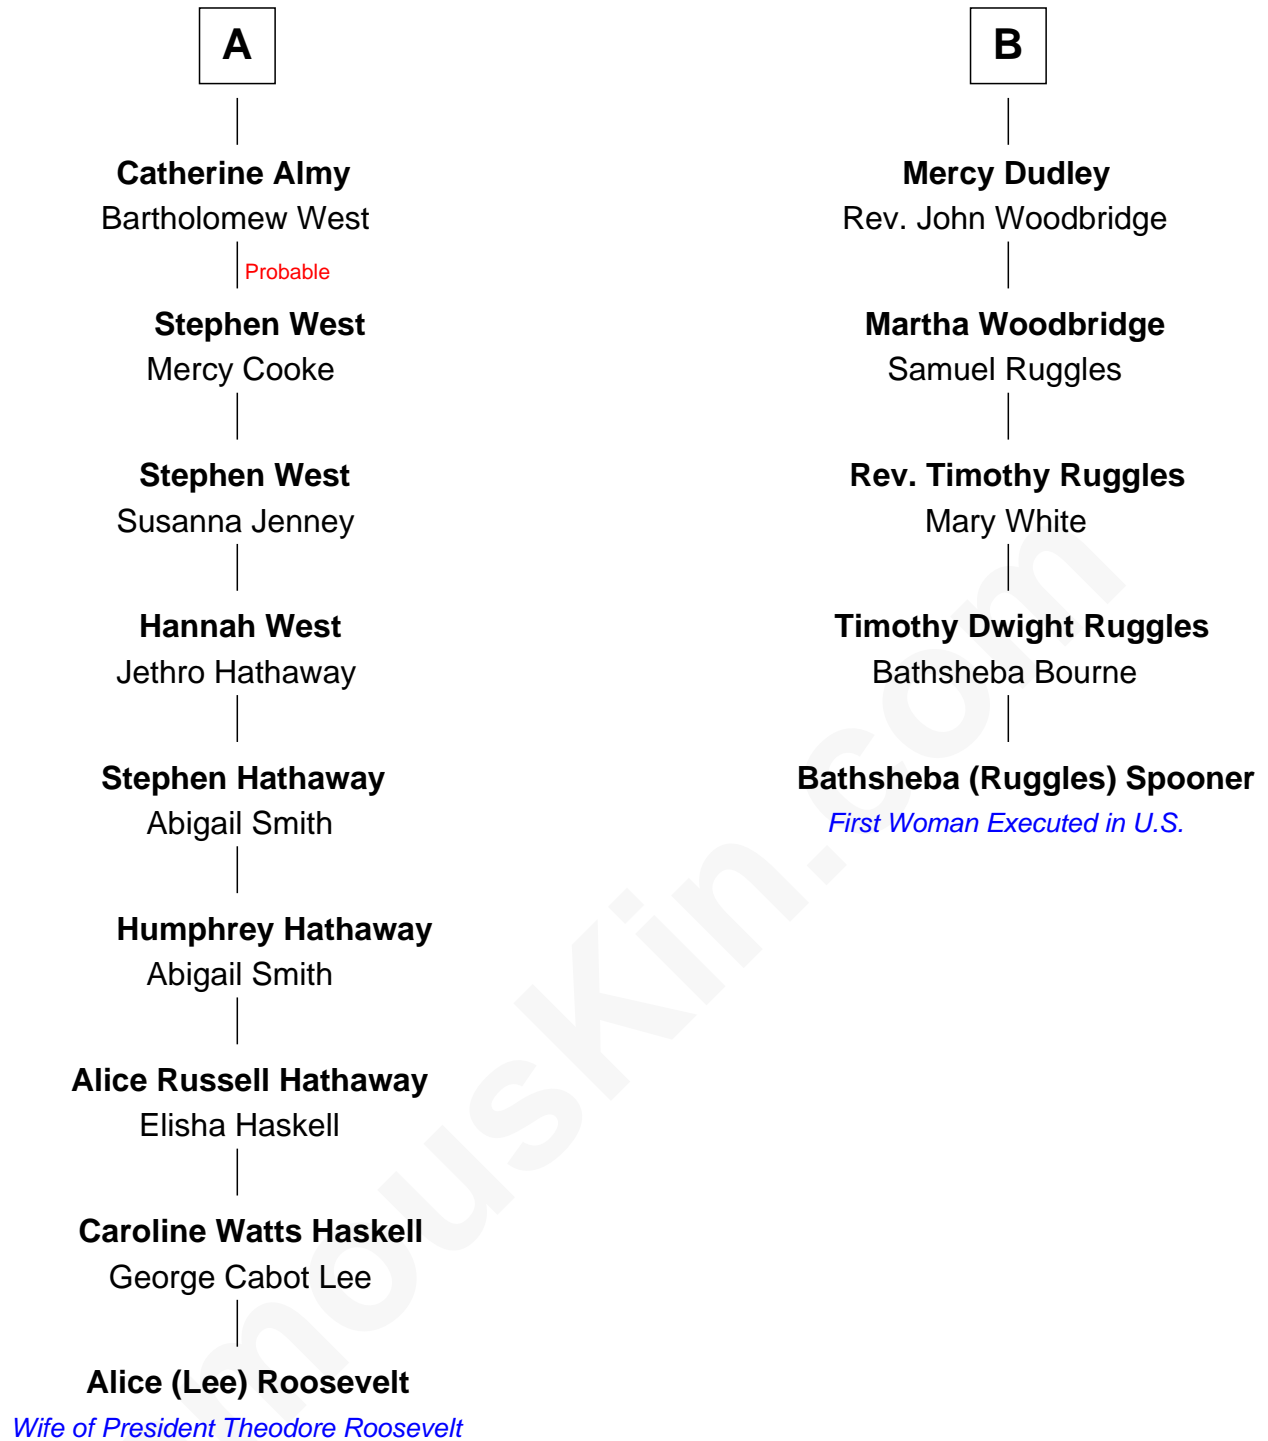 A
Catherine Almy
Bartholomew West
Probable
Stephen West
Mercy Cooke
Stephen West
Susanna Jenney
Hannah West
Jethro Hathaway
Stephen Hathaway
Abigail Smith
Humphrey Hathaway
Abigail Smith
Alice Russell Hathaway
Elisha Haskell
Caroline Watts Haskell
George Cabot Lee
Alice (Lee) Roosevelt
Wife of President Theodore Roosevelt
B
Mercy Dudley
Rev. John Woodbridge
Martha Woodbridge
Samuel Ruggles
Rev. Timothy Ruggles
Mary White
Timothy Dwight Ruggles
Bathsheba Bourne
Bathsheba (Ruggles) Spooner
First Woman Executed in U.S.
mousKin.com